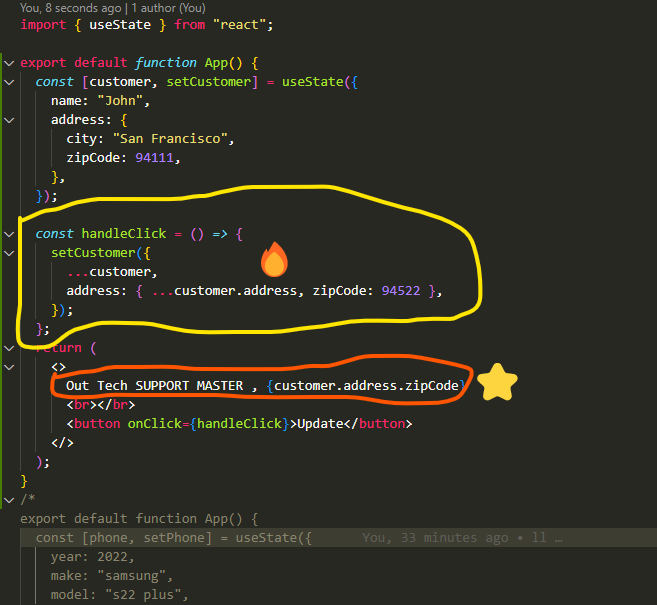 You, 8 seconds ago | 1 author (You)
import { useState } from "react";
export default function App() {
const [customer, setCustomer] = useState({
name: "John",
address: {
city: "San Francisco",
zipCode: 94111,
},
});
const handleClick = () => {
setCustomer({
...customer,
address: { ...customer.address, zipCode: 94522 },
});
};
return (
<>
Out Tech SUPPORT MASTER , {customer.address.zipCode}
<br></br>
<button onClick={handleClick}>Update</button>
</>
);
}
/*
export default function App() {
const [phone, setPhone] = useState({ You, 33 minutes ago • ll …
year: 2022,
make: "samsung",
model: "s22 plus",